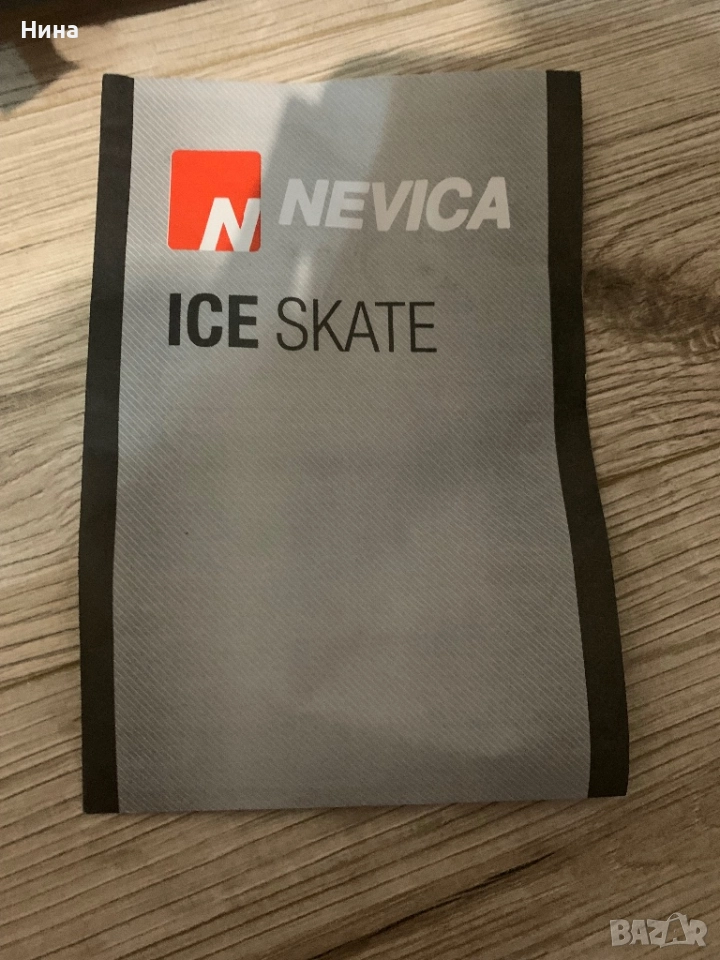 Нина
N NEVICA
ICE SKATE
BAZAR